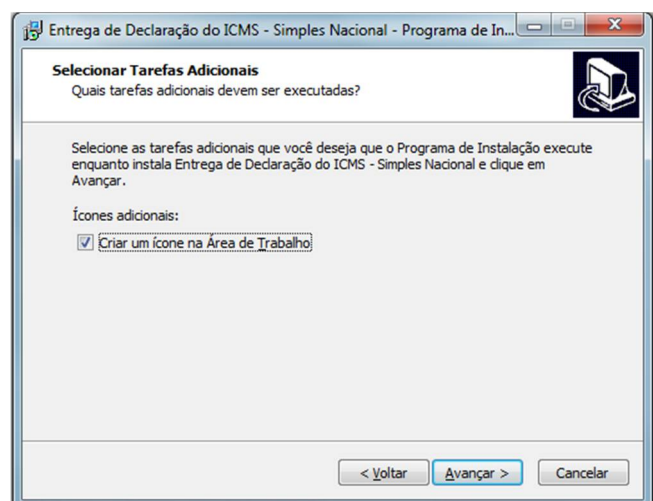 Entrega de Declaração do ICMS - Simples Nacional - Programa de In...
Selecionar Tarefas Adicionais
Quais tarefas adicionais devem ser executadas?
Selecione as tarefas adicionais que você deseja que o Programa de Instalação execute
enquanto instala Entrega de Declaração do ICMS - Simples Nacional e clique em
Avançar.
Ícones adicionais:
Criar um ícone na Área de Trabalho
< Voltar Avançar > Cancelar